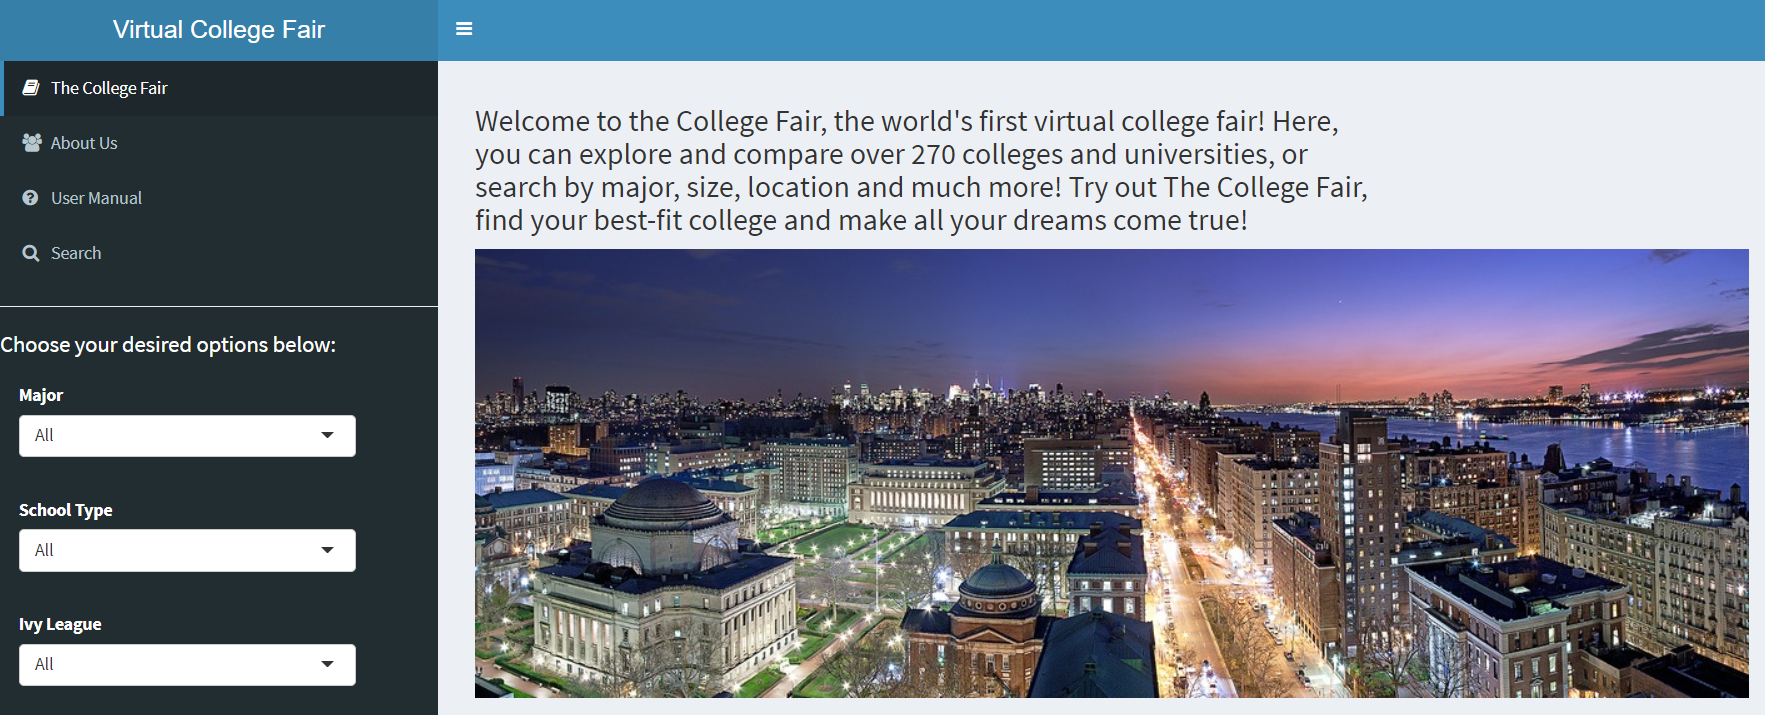 Virtual College Fair
The College Fair
About Us
User Manual
Search
Choose your desired options below:
Major
All
School Type
All
Ivy League
All
Welcome to the College Fair, the world's first virtual college fair! Here,
you can explore and compare over 270 colleges and universities, or
search by major, size, location and much more! Try out The College Fair,
find your best-fit college and make all your dreams come true!